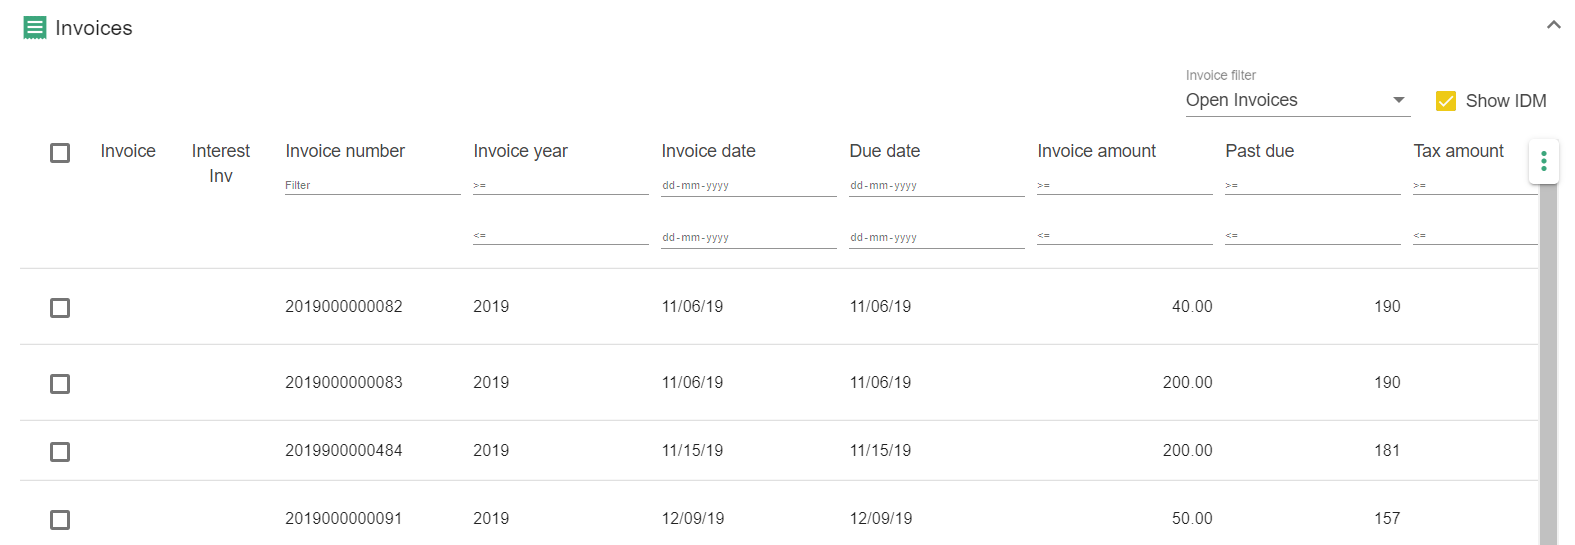 Invoices
Invoice filter
Open Invoices
Show IDM
Invoice Interest Inv Invoice number Invoice year Invoice date Due date Invoice amount Past due Tax amount
Filter >= dd-mm-yyyy dd-mm-yyyy >= >= >=
<= dd-mm-yyyy dd-mm-yyyy <= <= <=
2019000000082 2019 11/06/19 11/06/19 40.00 190
2019000000083 2019 11/06/19 11/06/19 200.00 190
2019900000484 2019 11/15/19 11/15/19 200.00 181
2019000000091 2019 12/09/19 12/09/19 50.00 157